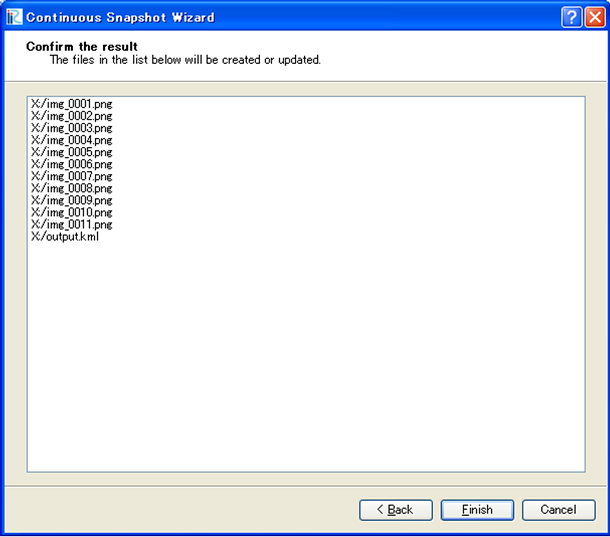 Continuous Snapshot Wizard
Confirm the result
The files in the list below will be created or updated.
X:/img_0001.png
X:/img_0002.png
X:/img_0003.png
X:/img_0004.png
X:/img_0005.png
X:/img_0006.png
X:/img_0007.png
X:/img_0008.png
X:/img_0009.png
X:/img_0010.png
X:/img_0011.png
X:/output.kml
< Back Finish Cancel